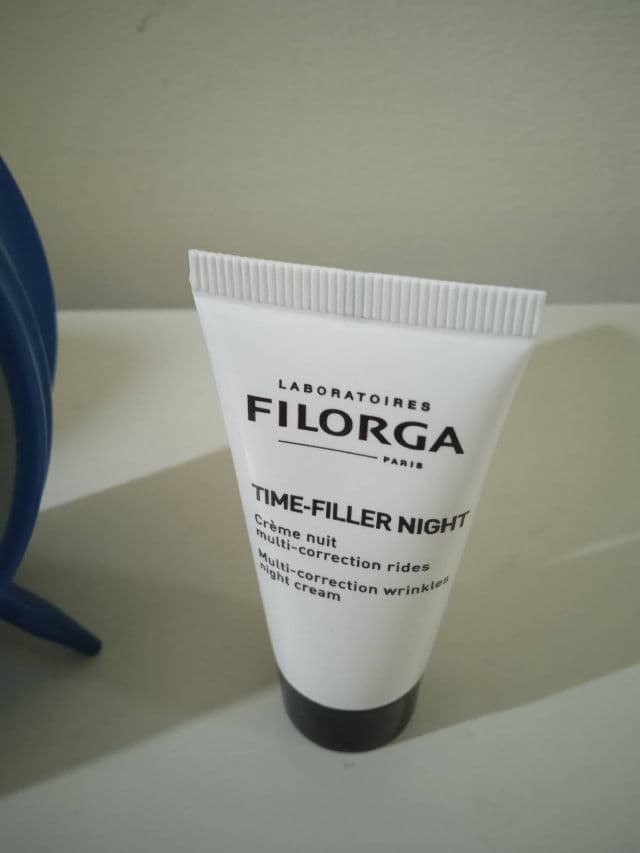 LABORATOIRES
FILORGA
PARIS
TIME-FILLER NIGHT
Crème nuit
multi-correction rides
Multi-correction wrinkles
night cream